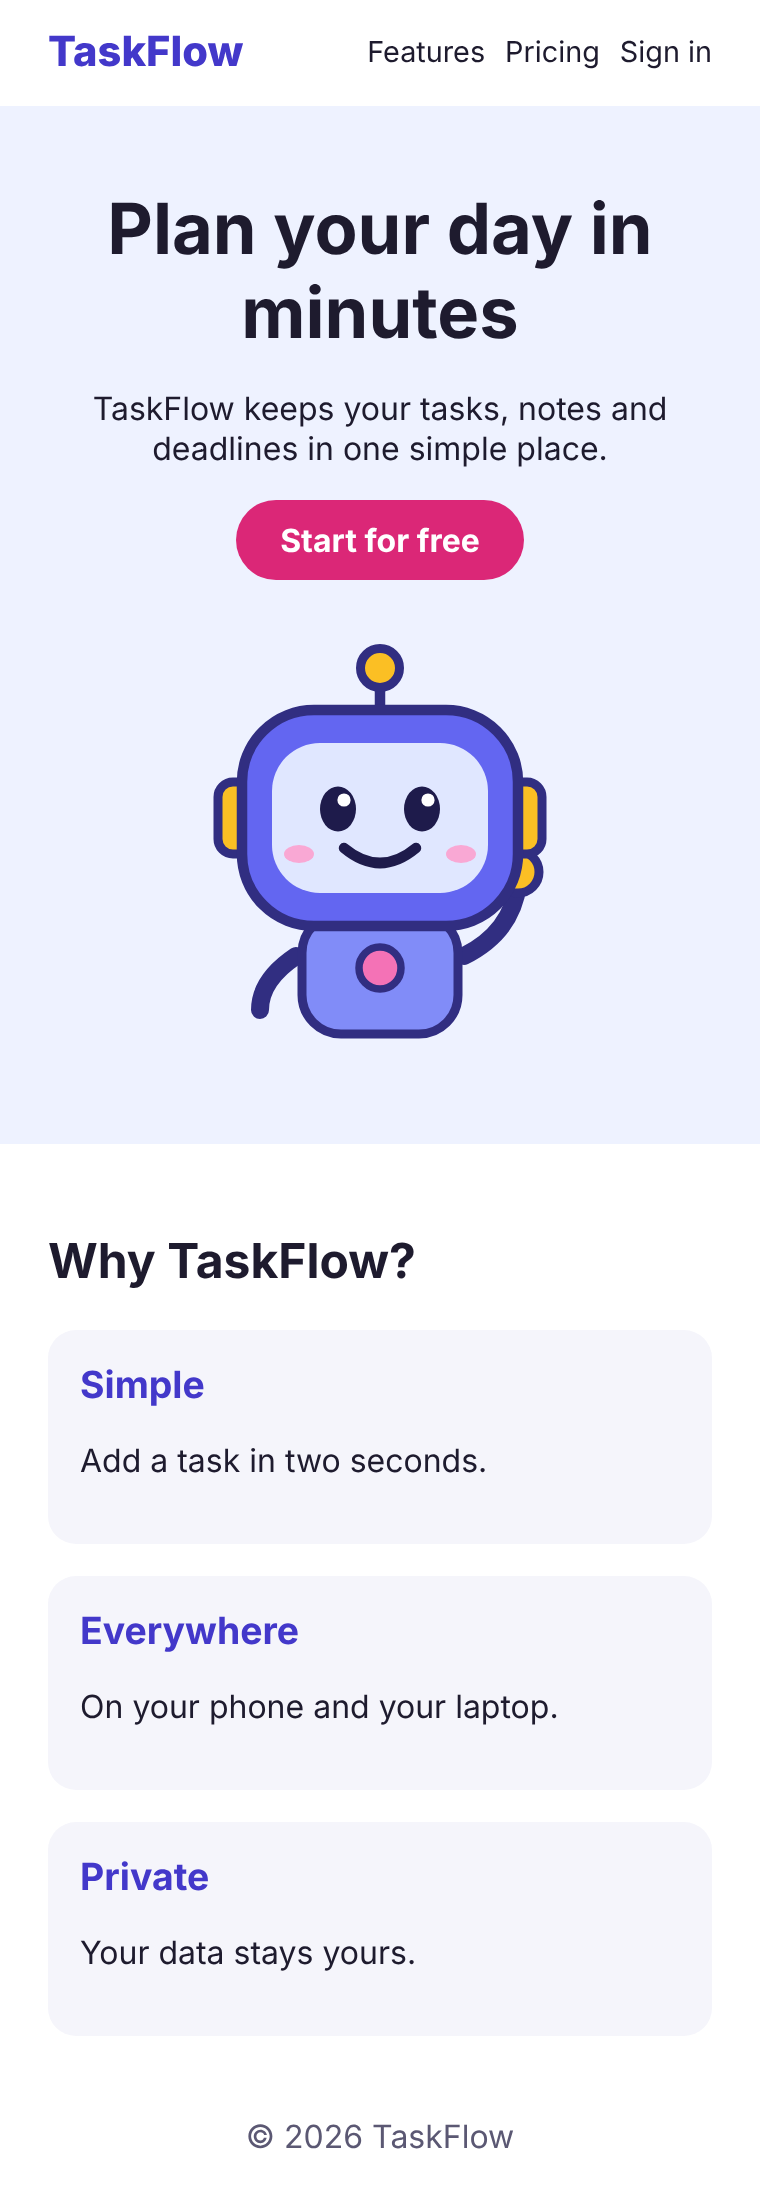 TaskFlow
Features Pricing Sign in
Plan your day in
minutes
TaskFlow keeps your tasks, notes and
deadlines in one simple place.
Start for free
Why TaskFlow?
Simple
Add a task in two seconds.
Everywhere
On your phone and your laptop.
Private
Your data stays yours.
© 2026 TaskFlow